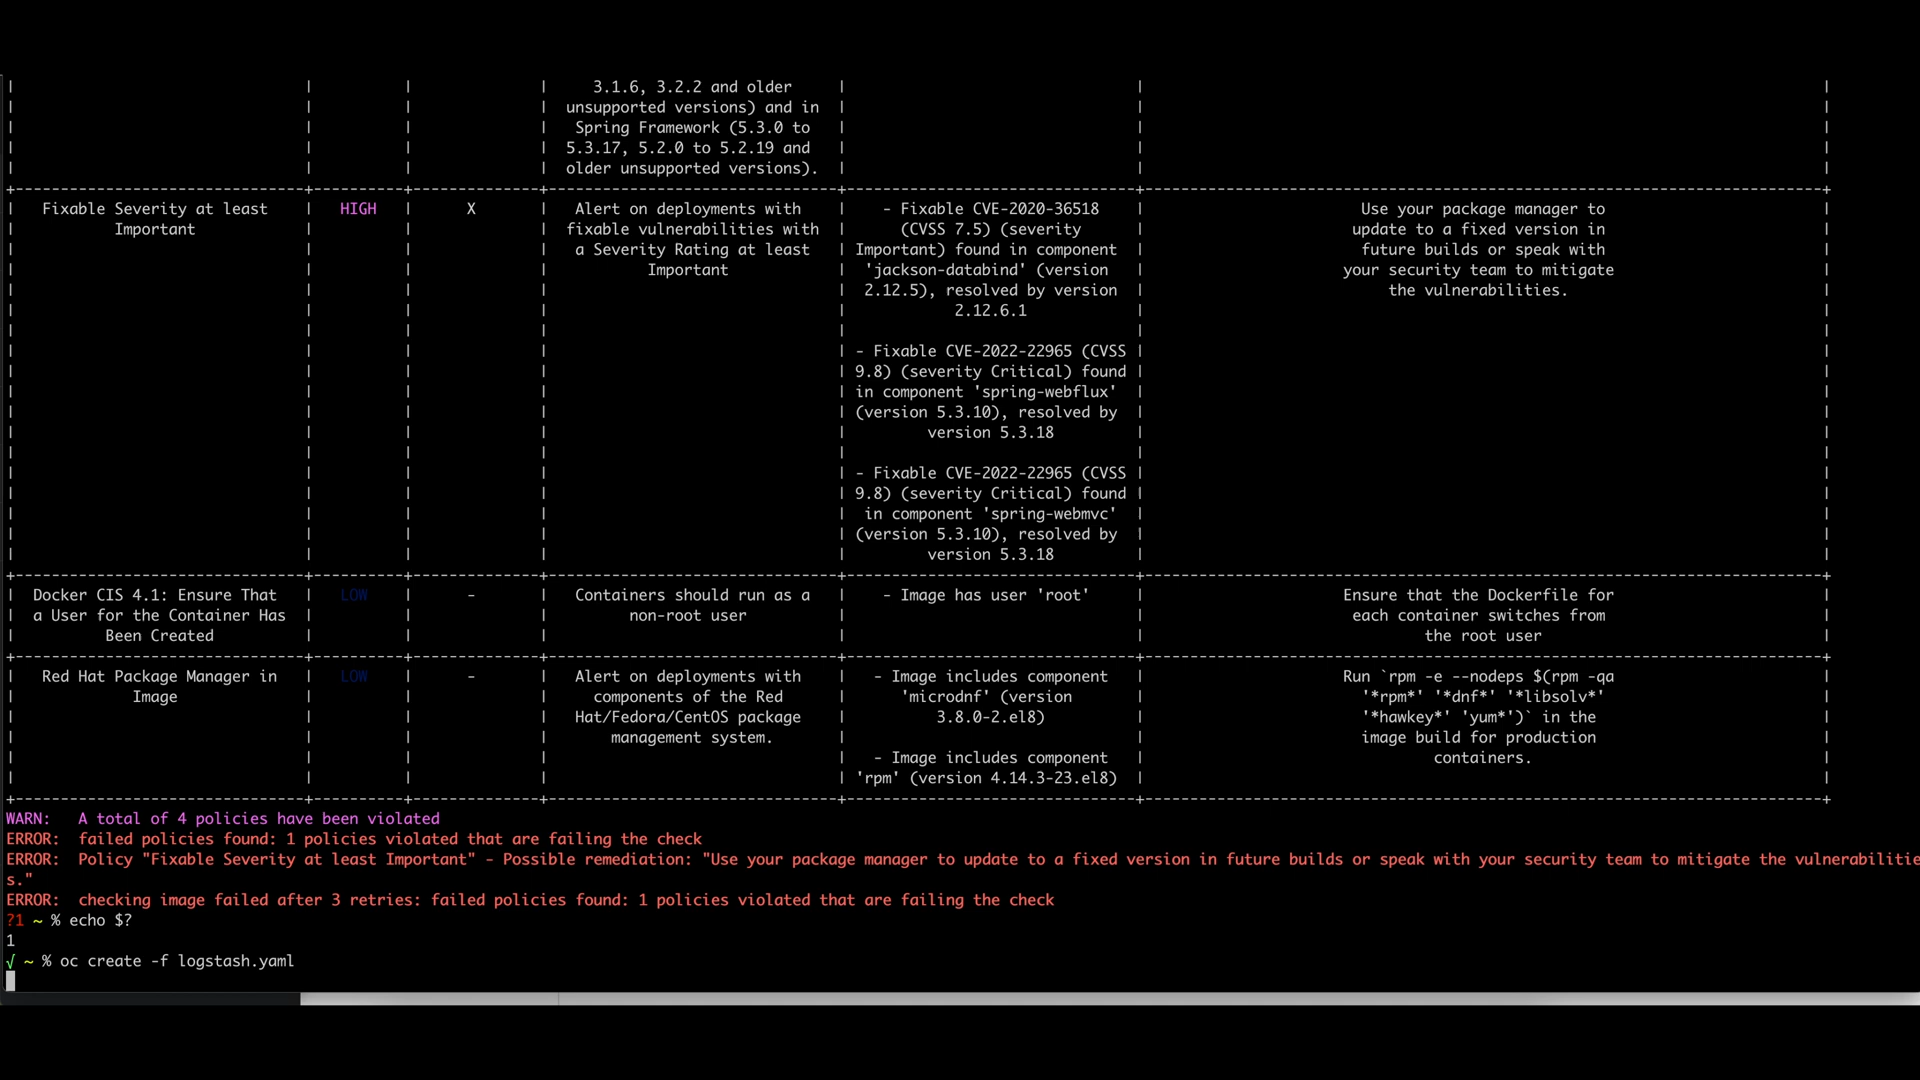 3.1.6, 3.2.2 and older
unsupported versions) and in
Spring Framework (5.3.0 to
5.3.17, 5.2.0 to 5.2.19 and
older unsupported versions).
Fixable Severity at least | HIGH | X | Alert on deployments with | - Fixable CVE-2020-36518 | Use your package manager to
Important | fixable vulnerabilities with | (CVSS 7.5) (severity | update to a fixed version in
a Severity Rating at least | Important) found in component | future builds or speak with
Important | 'jackson-databind' (version | your security team to mitigate
2.12.5), resolved by version | the vulnerabilities.
2.12.6.1
- Fixable CVE-2022-22965 (CVSS
9.8) (severity Critical) found
in component 'spring-webflux'
(version 5.3.10), resolved by
version 5.3.18
- Fixable CVE-2022-22965 (CVSS
9.8) (severity Critical) found
in component 'spring-webmvc'
(version 5.3.10), resolved by
version 5.3.18
Docker CIS 4.1: Ensure That | LOW | - | Containers should run as a | - Image has user 'root' | Ensure that the Dockerfile for
a User for the Container Has | non-root user | each container switches from
Been Created | the root user
Red Hat Package Manager in | LOW | - | Alert on deployments with | - Image includes component | Run `rpm -e --nodeps $(rpm -qa
Image | components of the Red | 'microdnf' (version | '*rpm*' '*dnf*' '*libsolv*'
Hat/Fedora/CentOS package | 3.8.0-2.el8) | '*hawkey*' 'yum*')` in the
management system. | image build for production
- Image includes component | containers.
'rpm' (version 4.14.3-23.el8)
WARN: A total of 4 policies have been violated
ERROR: failed policies found: 1 policies violated that are failing the check
ERROR: Policy "Fixable Severity at least Important" - Possible remediation: "Use your package manager to update to a fixed version in future builds or speak with your security team to mitigate the vulnerabilitie
s."
ERROR: checking image failed after 3 retries: failed policies found: 1 policies violated that are failing the check
?1 ~ % echo $?
1
√ ~ % oc create -f logstash.yaml